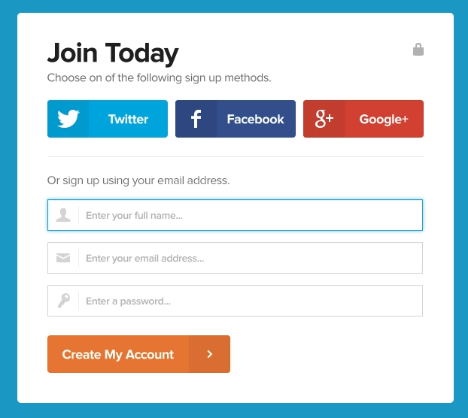 Join Today
Choose on of the following sign up methods.
Twitter
f Facebook
g+ Google+
Or sign up using your email address.
Enter your full name...
Enter your email address...
Enter a password...
Create My Account >